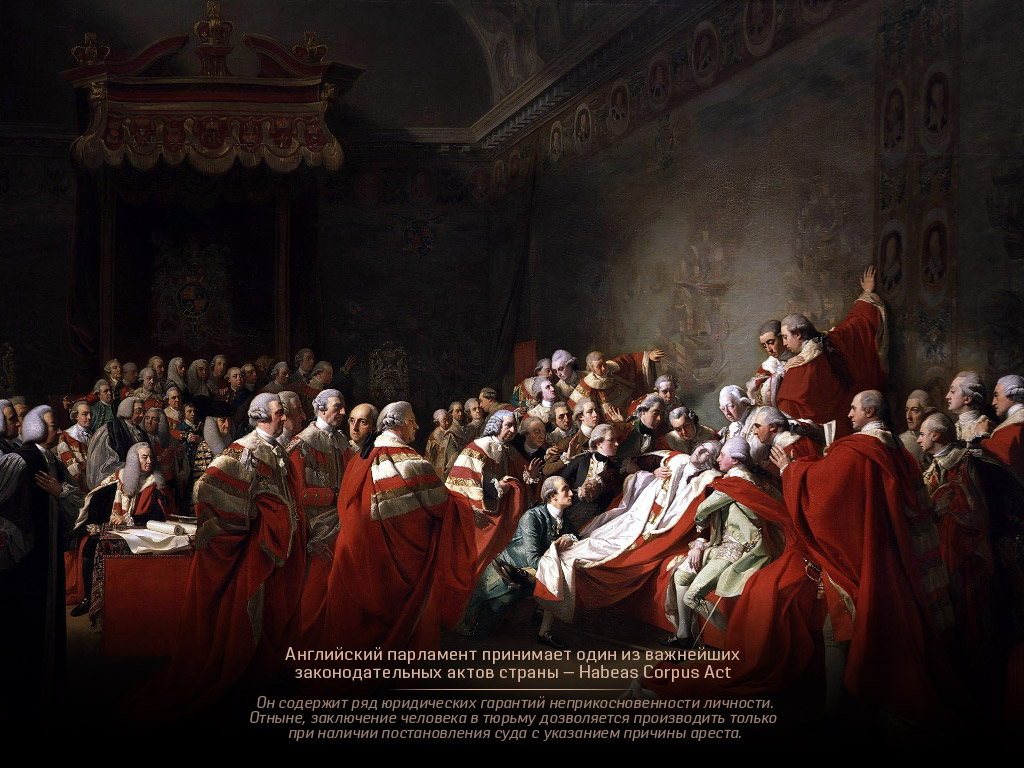 Английский парламент принимает один из важнейших
законодательных актов страны — Habeas Corpus Act
Он содержит ряд юридических гарантий неприкосновенности личности.
Отныне, заключение человека в тюрьму дозволяется производить только
при наличии постановления суда с указанием причины ареста.